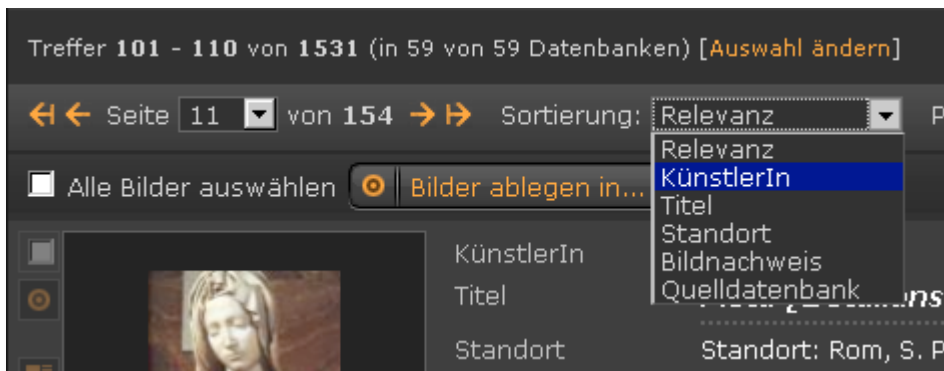 Treffer 101 - 110 von 1531 (in 59 von 59 Datenbanken) [Auswahl ändern]
Seite 11 von 154 Sortierung: Relevanz
Relevanz
KünstlerIn
Titel
Standort
Bildnachweis
Quelldatenbank
Alle Bilder auswählen Bilder ablegen in...
KünstlerIn
Titel
Standort Standort: Rom, S. P